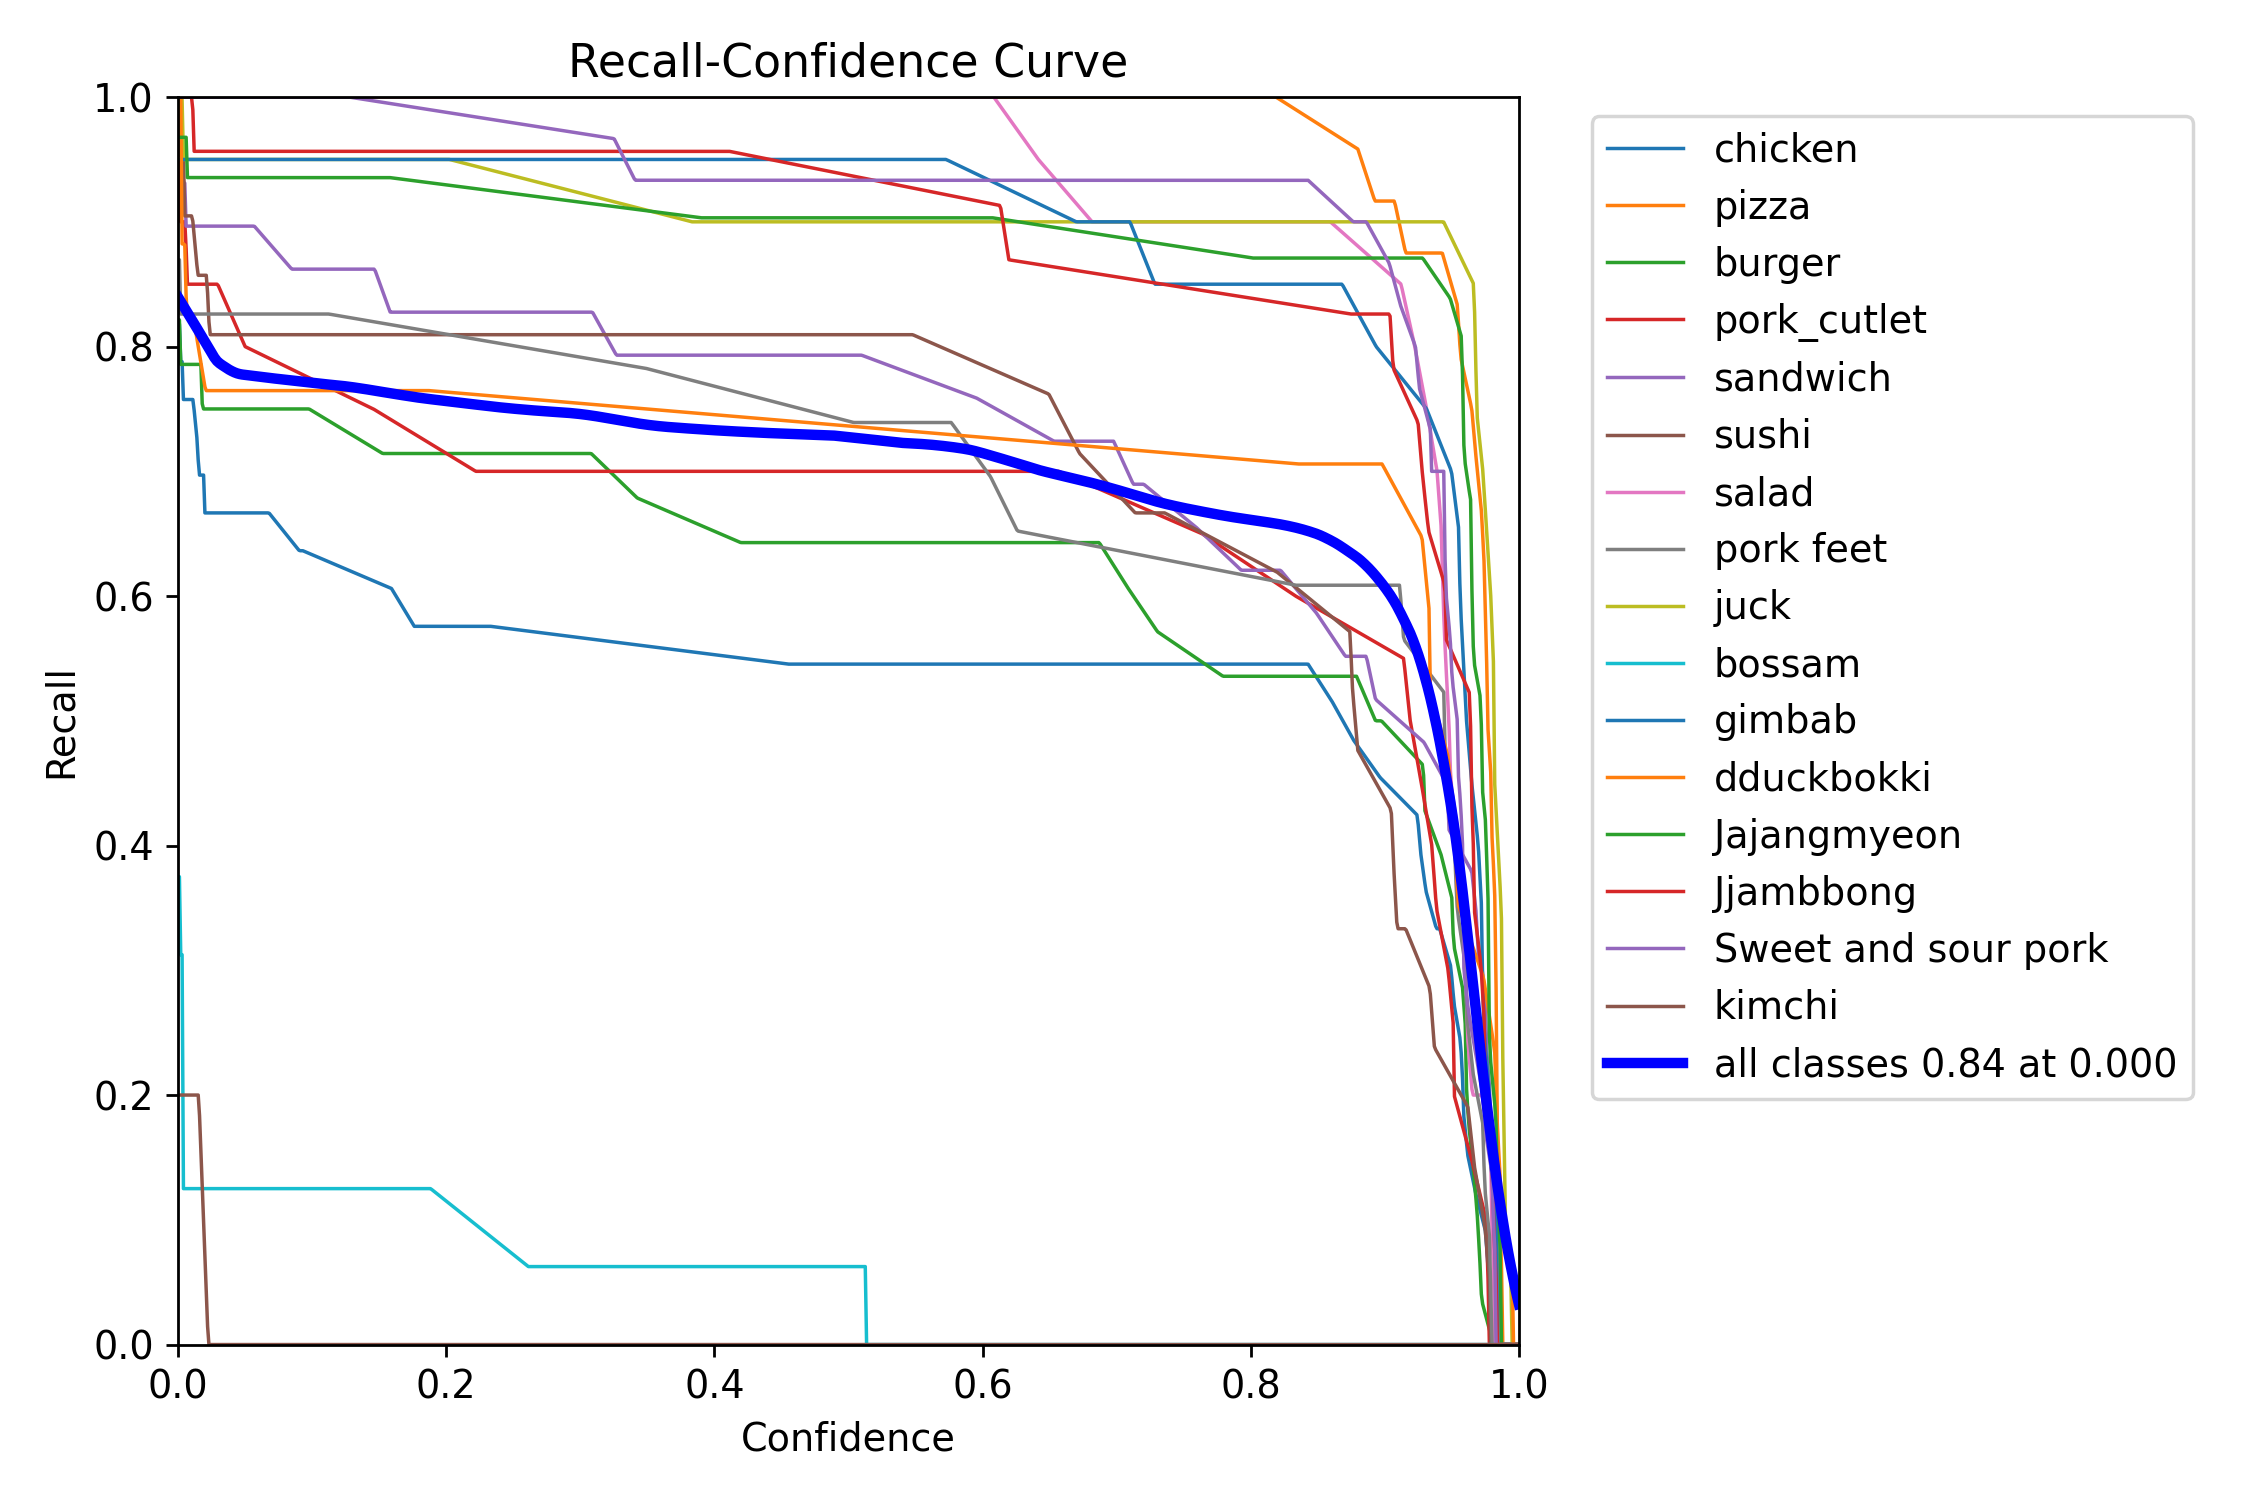 Recall-Confidence Curve
1.0
0.8
0.6
0.4
0.2
0.0
Recall
0.0 0.2 0.4 0.6 0.8 1.0
Confidence
chicken
pizza
burger
pork_cutlet
sandwich
sushi
salad
pork feet
juck
bossam
gimbab
dduckbokki
Jajangmyeon
Jjambbong
Sweet and sour pork
kimchi
all classes 0.84 at 0.000